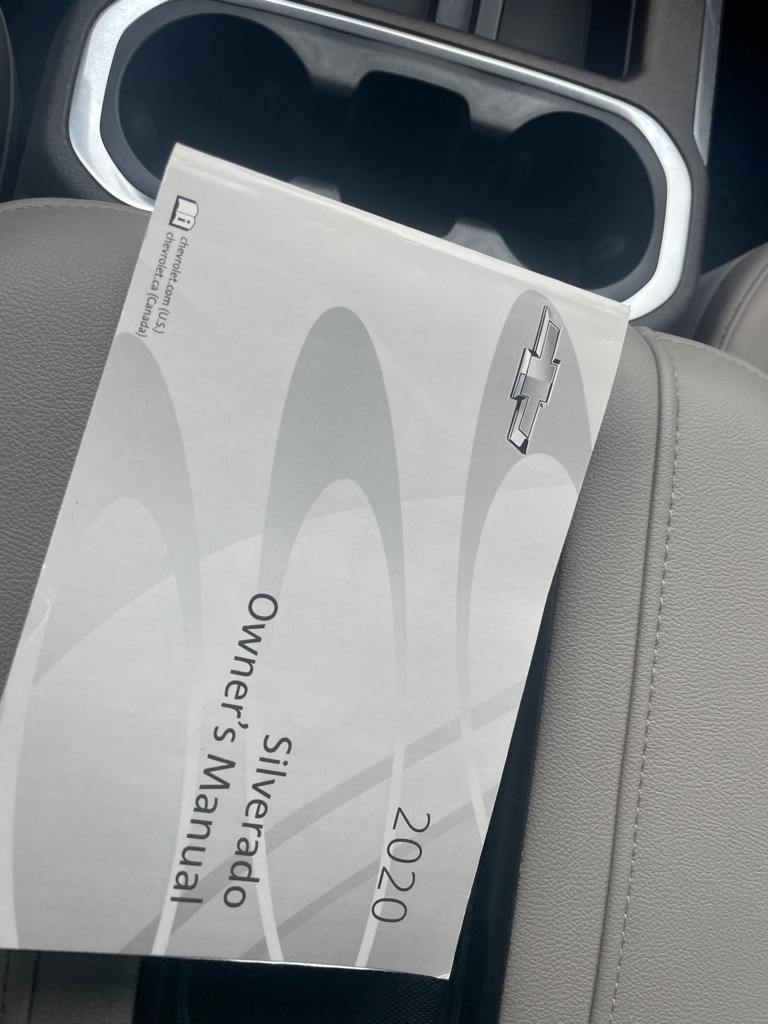 2020
Silverado
Owner's Manual
chevrolet.com (U.S.)
chevrolet.ca (Canada)